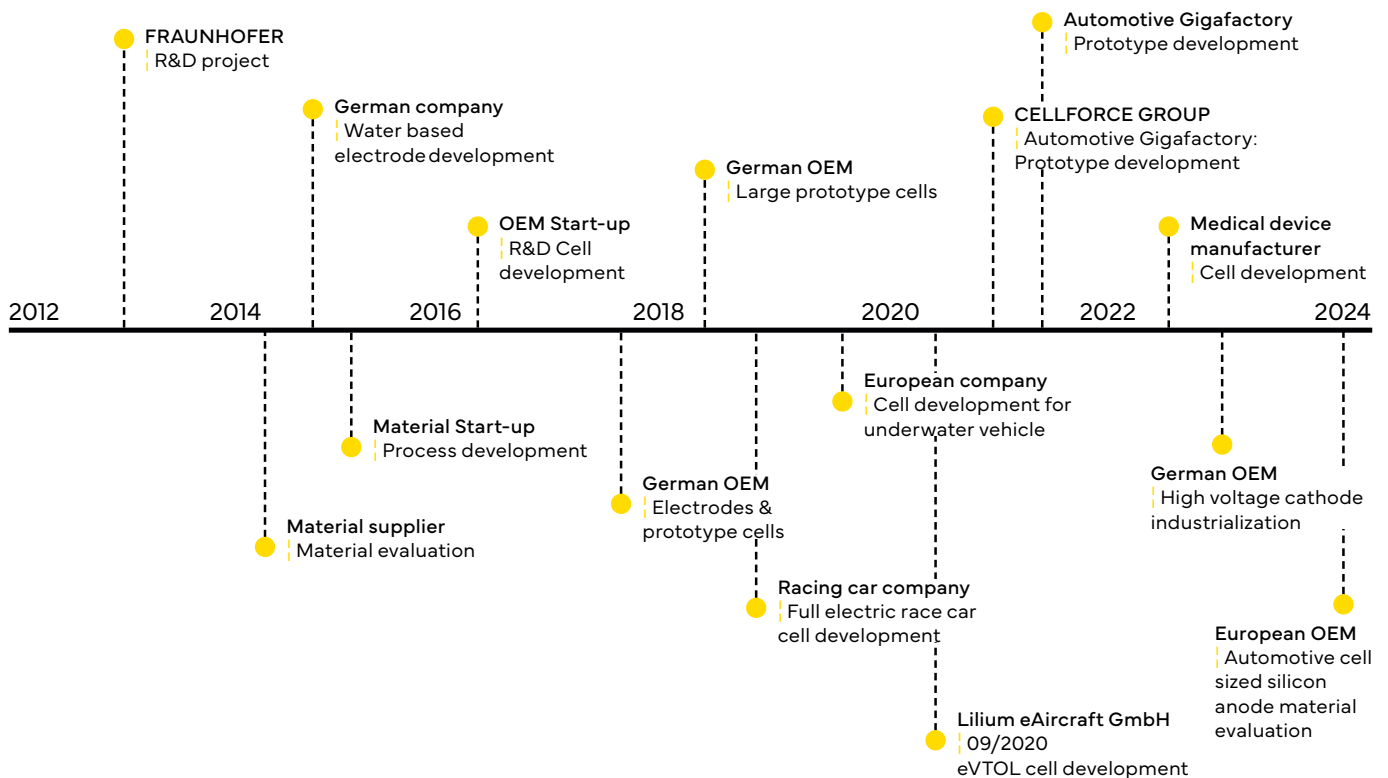 FRAUNHOFER
R&D project
German company
Water based
electrode development
OEM Start-up
R&D Cell
development
German OEM
Large prototype cells
Automotive Gigafactory
Prototype development
CELLFORCE GROUP
Automotive Gigafactory:
Prototype development
Medical device
manufacturer
Cell development
2012
2014
2016
2018
2020
2022
2024
Material supplier
Material evaluation
Material Start-up
Process development
German OEM
Electrodes &
prototype cells
Racing car company
Full electric race car
cell development
European company
Cell development for
underwater vehicle
Lilium eAircraft GmbH
09/2020
eVTOL cell development
German OEM
High voltage cathode
industrialization
European OEM
Automotive cell
sized silicon
anode material
evaluation